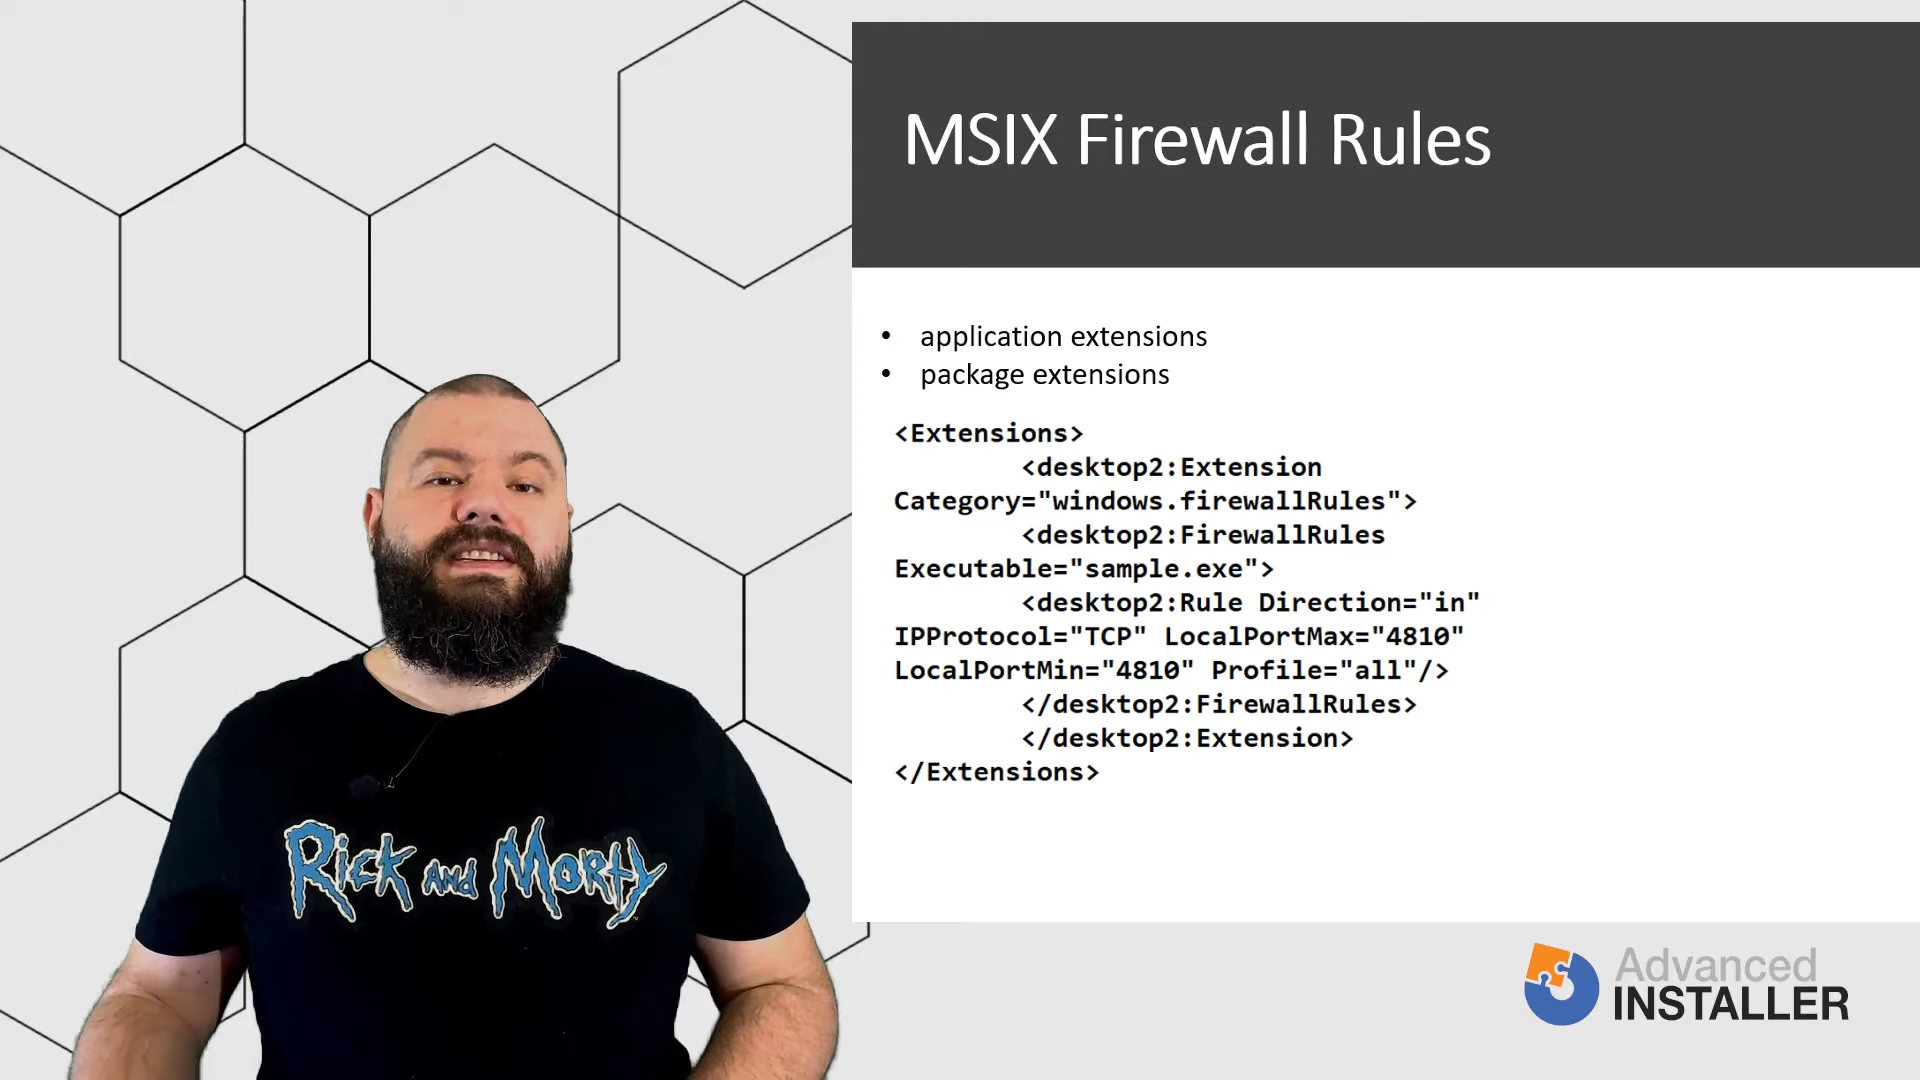 MSIX Firewall Rules
• application extensions
• package extensions
<Extensions>
<desktop2:Extension
Category="windows.firewallRules">
<desktop2:FirewallRules
Executable="sample.exe">
<desktop2:Rule Direction="in"
IPProtocol="TCP" LocalPortMax="4810"
LocalPortMin="4810" Profile="all"/>
</desktop2:FirewallRules>
</desktop2:Extension>
</Extensions>
Rick and Morty
Advanced
INSTALLER